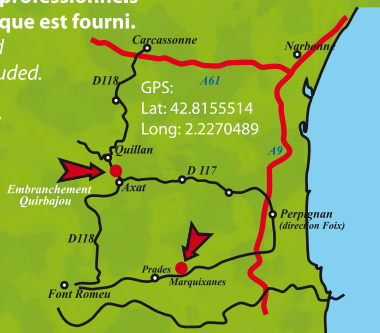 professionnels
que est fourni.
d
uded.
Carcassonne
Narbonne
D118
A61
GPS:
Lat: 42.8155514
Long: 2.2270489
A9
Quillan
D 117
Embranchement
Quirbajou
Axat
Perpignan
(direction Foix)
D118
Prades
Marquixanes
Font Romeu